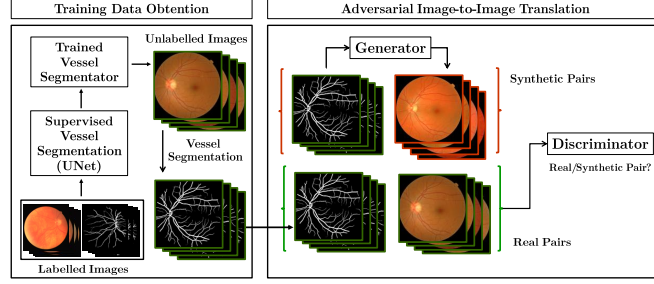 Training Data Obtention
Adversarial Image-to-Image Translation
Trained
Vessel
Segmentator
Unlabelled Images
Supervised
Vessel
Segmentation
(UNet)
Vessel
Segmentation
Labelled Images
Generator
Synthetic Pairs
Discriminator
Real/Synthetic Pair?
Real Pairs